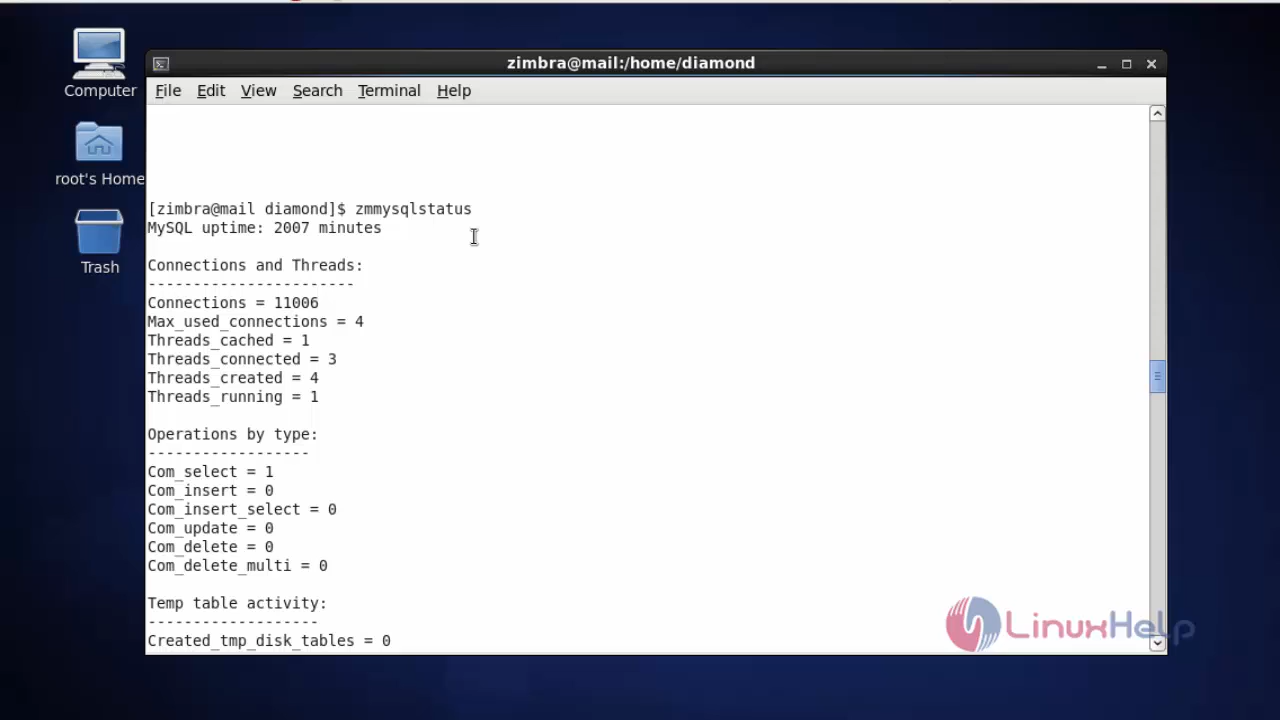 zimbra@mail:/home/diamond
File Edit View Search Terminal Help
Computer
root's Home
Trash
[zimbra@mail diamond]$ zmmysqlstatus
MySQL uptime: 2007 minutes
Connections and Threads:
-----------------------
Connections = 11006
Max_used_connections = 4
Threads_cached = 1
Threads_connected = 3
Threads_created = 4
Threads_running = 1
Operations by type:
------------------
Com_select = 1
Com_insert = 0
Com_insert_select = 0
Com_update = 0
Com_delete = 0
Com_delete_multi = 0
Temp table activity:
-------------------
Created_tmp_disk_tables = 0
LinuxHelp